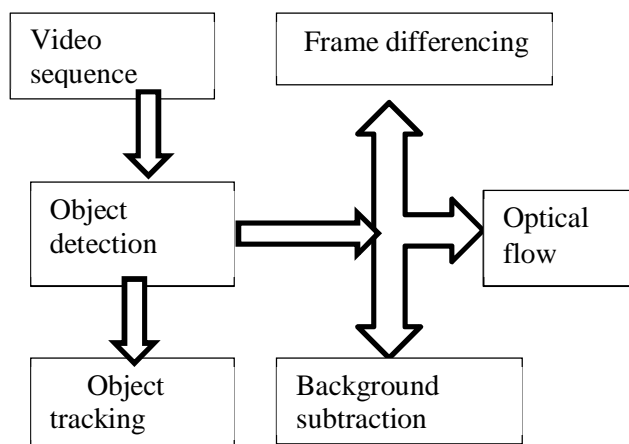 Video
sequence
Frame differencing
Object
detection
Optical
flow
Object
tracking
Background
subtraction